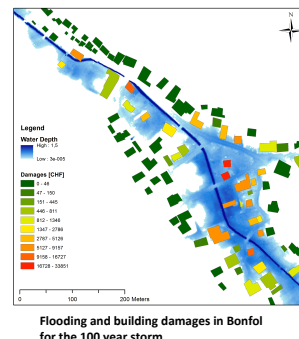 N
Legend
Water Depth
High : 1.5
Low : 3e-005
Damages [CHF]
0 - 46
47 - 150
151 - 445
446 - 811
812 - 1346
1347 - 2786
2787 - 5126
5127 - 9157
9158 - 16727
16728 - 33851
0 50 100 200 Meters
Flooding and building damages in Bonfol
for the 100 year storm